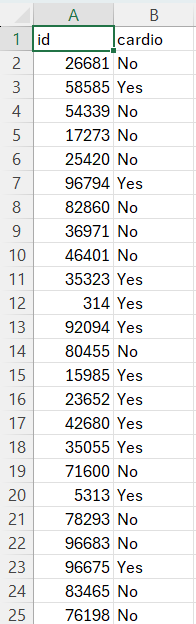 A B
1 id cardio
2 26681 No
3 58585 Yes
4 54339 No
5 17273 No
6 25420 No
7 96794 Yes
8 82860 No
9 36971 No
10 46401 No
11 35323 Yes
12 314 Yes
13 92094 Yes
14 80455 No
15 15985 Yes
16 23652 Yes
17 42680 Yes
18 35055 Yes
19 71600 No
20 5313 Yes
21 78293 No
22 96683 No
23 96675 Yes
24 83465 No
25 76198 No